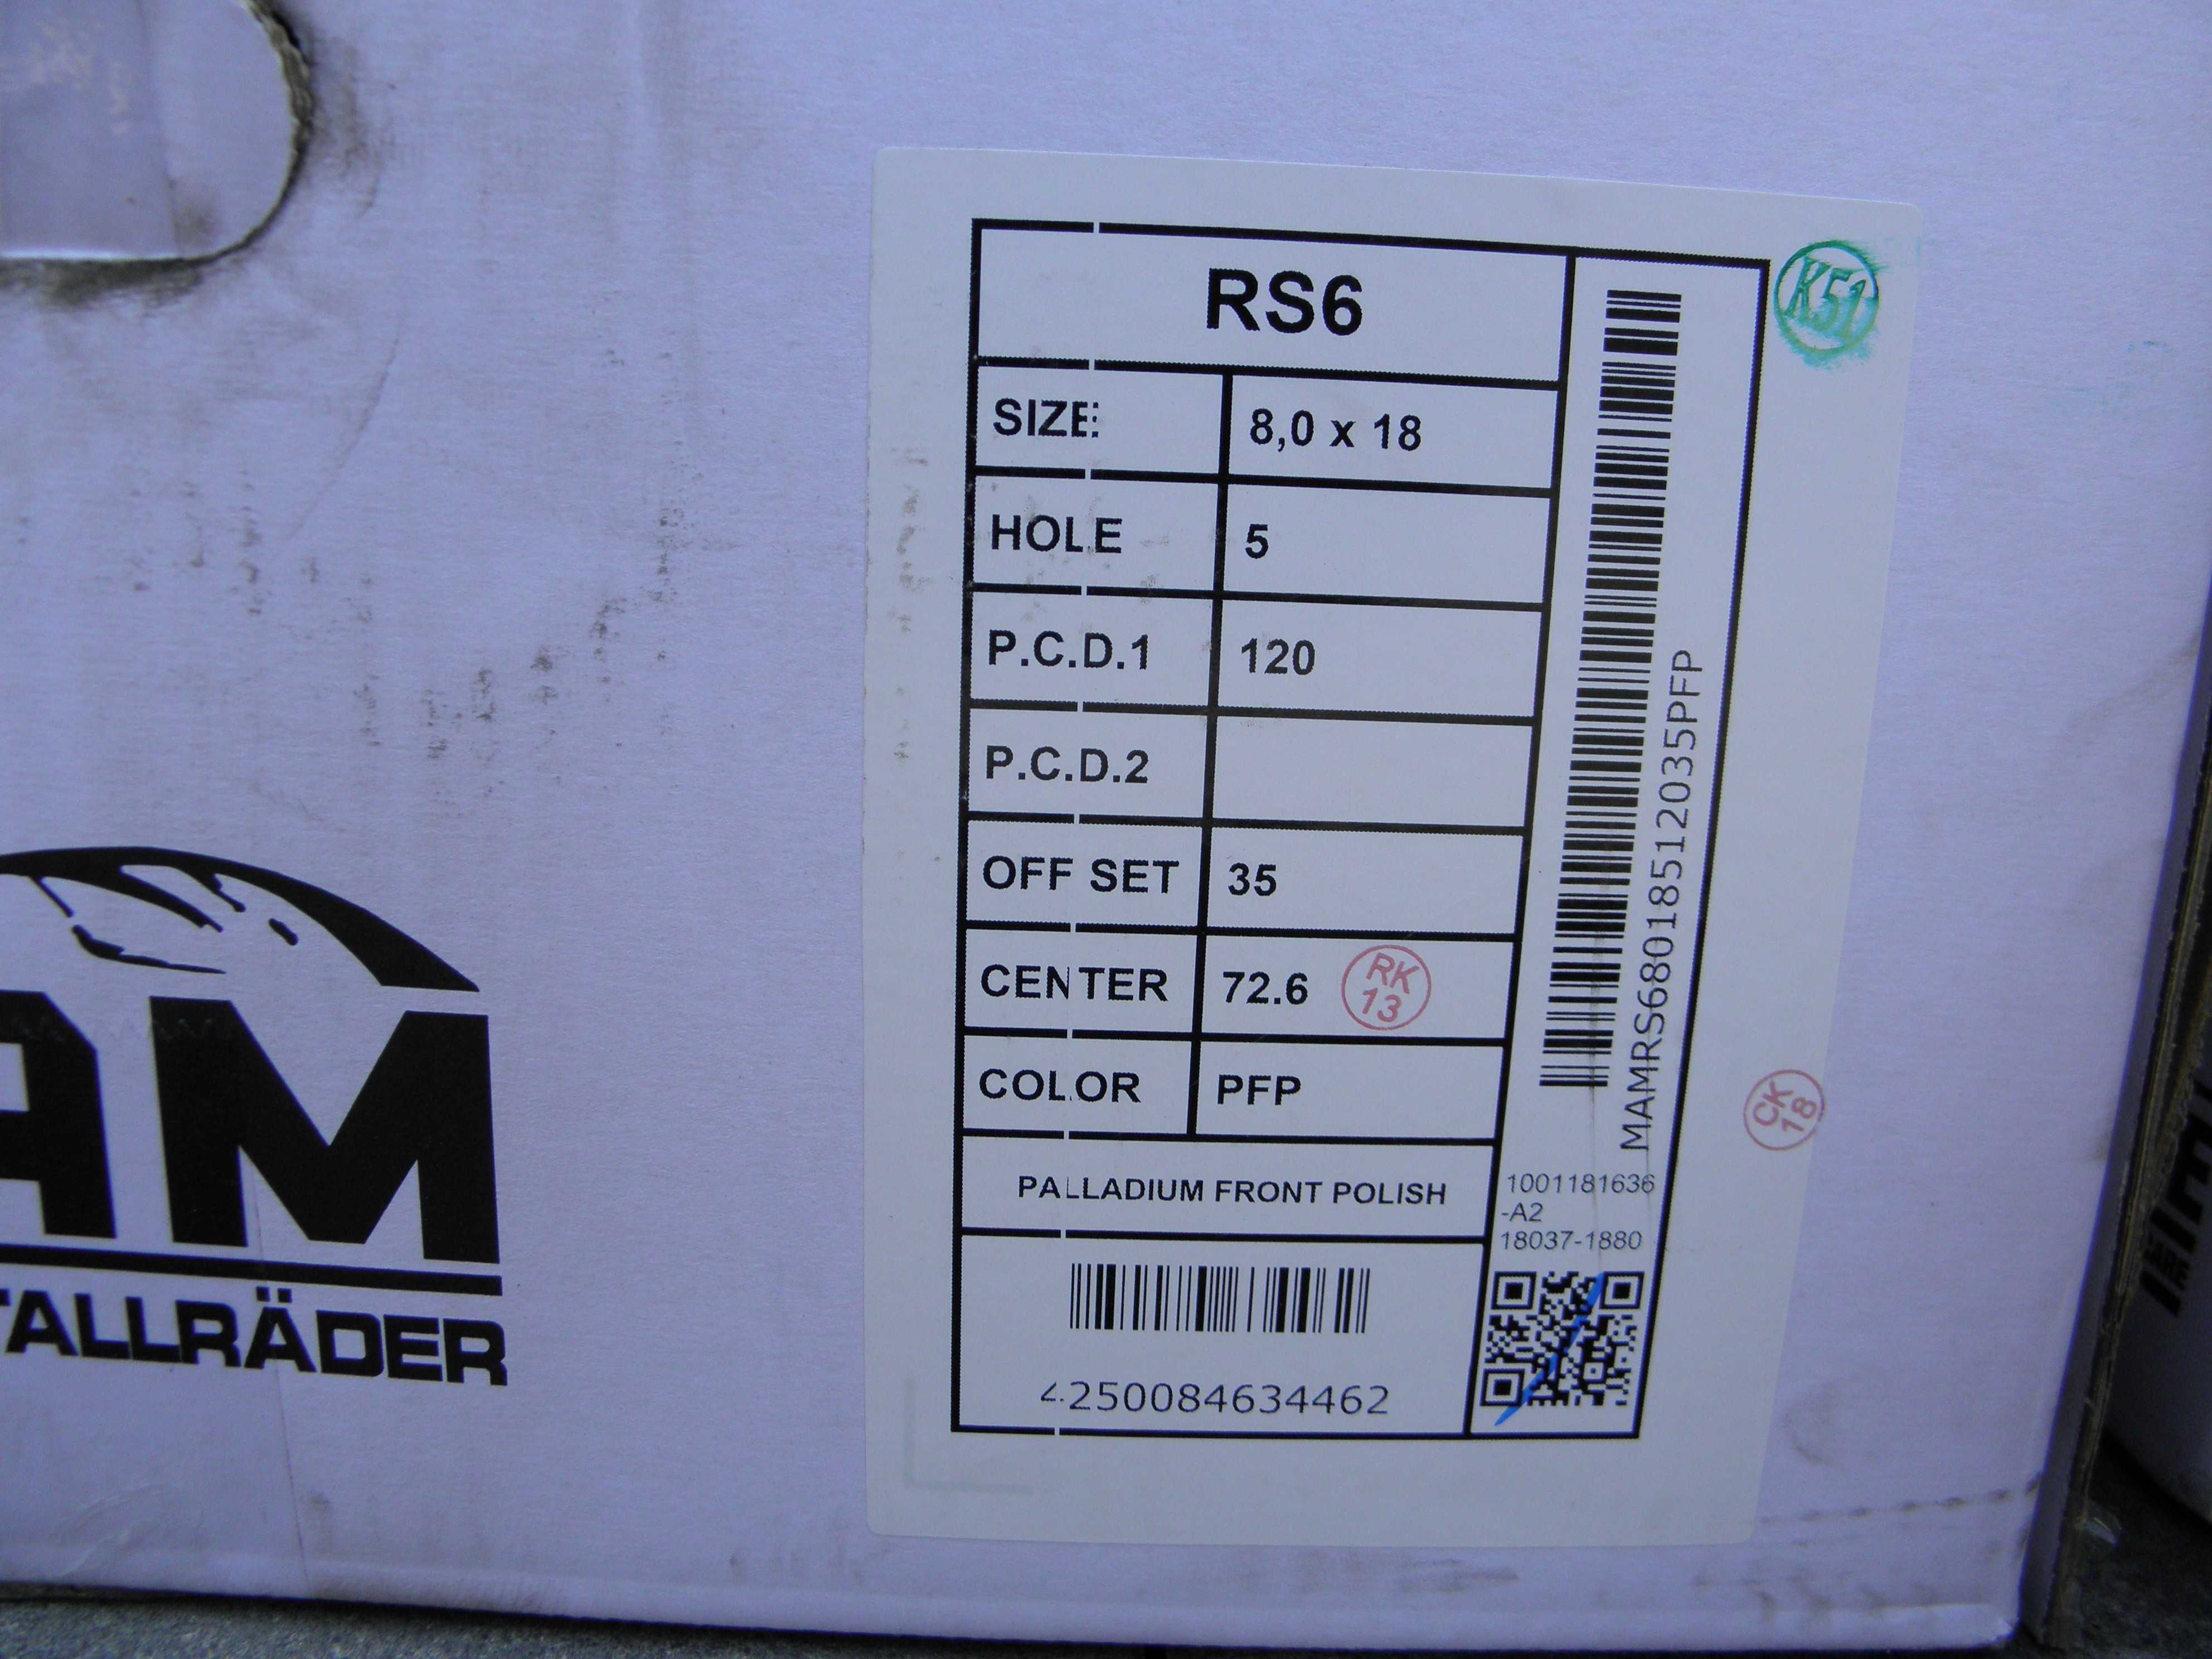 RS6
SIZE: 8,0 x 18
HOLE 5
P.C.D.1 120
P.C.D.2
OFF SET 35
CENTER 72.6
RK
13
COLOR PFP
PALLADIUM FRONT POLISH
4250084634462
MAMRS680185512035PFP
1001181636
-A2
18037-1880
K51
CK
18
AM
TALLRÄDER